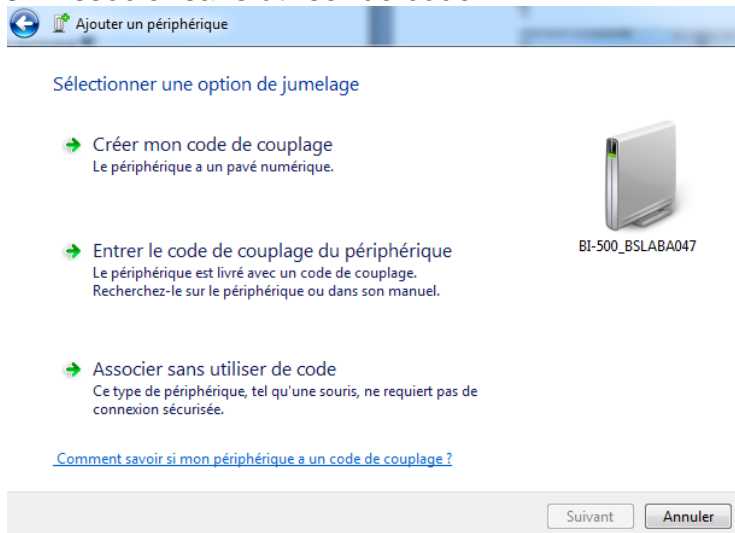 Ajouter un périphérique
Sélectionner une option de jumelage
Créer mon code de couplage
Le périphérique a un pavé numérique.
BI-500_BSLABA047
Entrer le code de couplage du périphérique
Le périphérique est livré avec un code de couplage.
Recherchez-le sur le périphérique ou dans son manuel.
Associer sans utiliser de code
Ce type de périphérique, tel qu'une souris, ne requiert pas de
connexion sécurisée.
Comment savoir si mon périphérique a un code de couplage ?
Suivant
Annuler